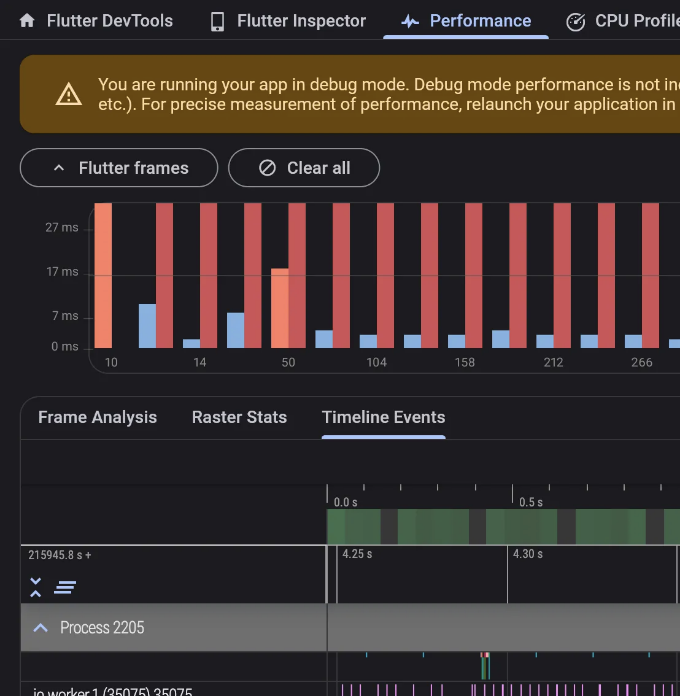 Flutter DevTools
Flutter Inspector
Performance
CPU Profile
You are running your app in debug mode. Debug mode performance is not in
etc.). For precise measurement of performance, relaunch your application in
Flutter frames
Clear all
27 ms
17 ms
7 ms
0 ms
10 14 50 104 158 212 266
Frame Analysis
Raster Stats
Timeline Events
0.0 s
0.5 s
215945.8 s +
4.25 s
4.30 s
Process 2205
io.worker.1 (35075) 35075